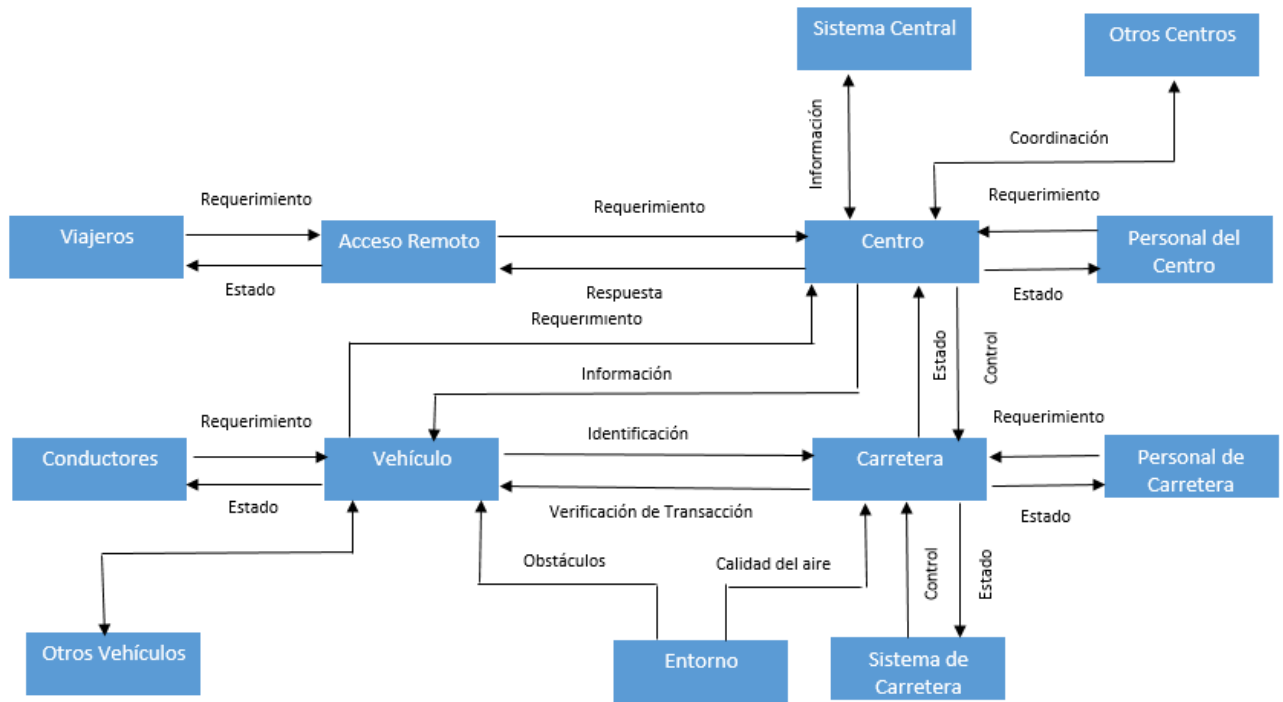 Sistema Central
Otros Centros
Información
Coordinación
Requerimiento
Requerimiento
Requerimiento
Viajeros
Acceso Remoto
Centro
Personal del
Centro
Estado
Respuesta
Estado
Requerimiento
Estado
Control
Información
Requerimiento
Identificación
Requerimiento
Conductores
Vehículo
Carretera
Personal de
Carretera
Estado
Verificación de Transacción
Estado
Obstáculos
Calidad del aire
Control
Estado
Otros Vehículos
Entorno
Sistema de
Carretera